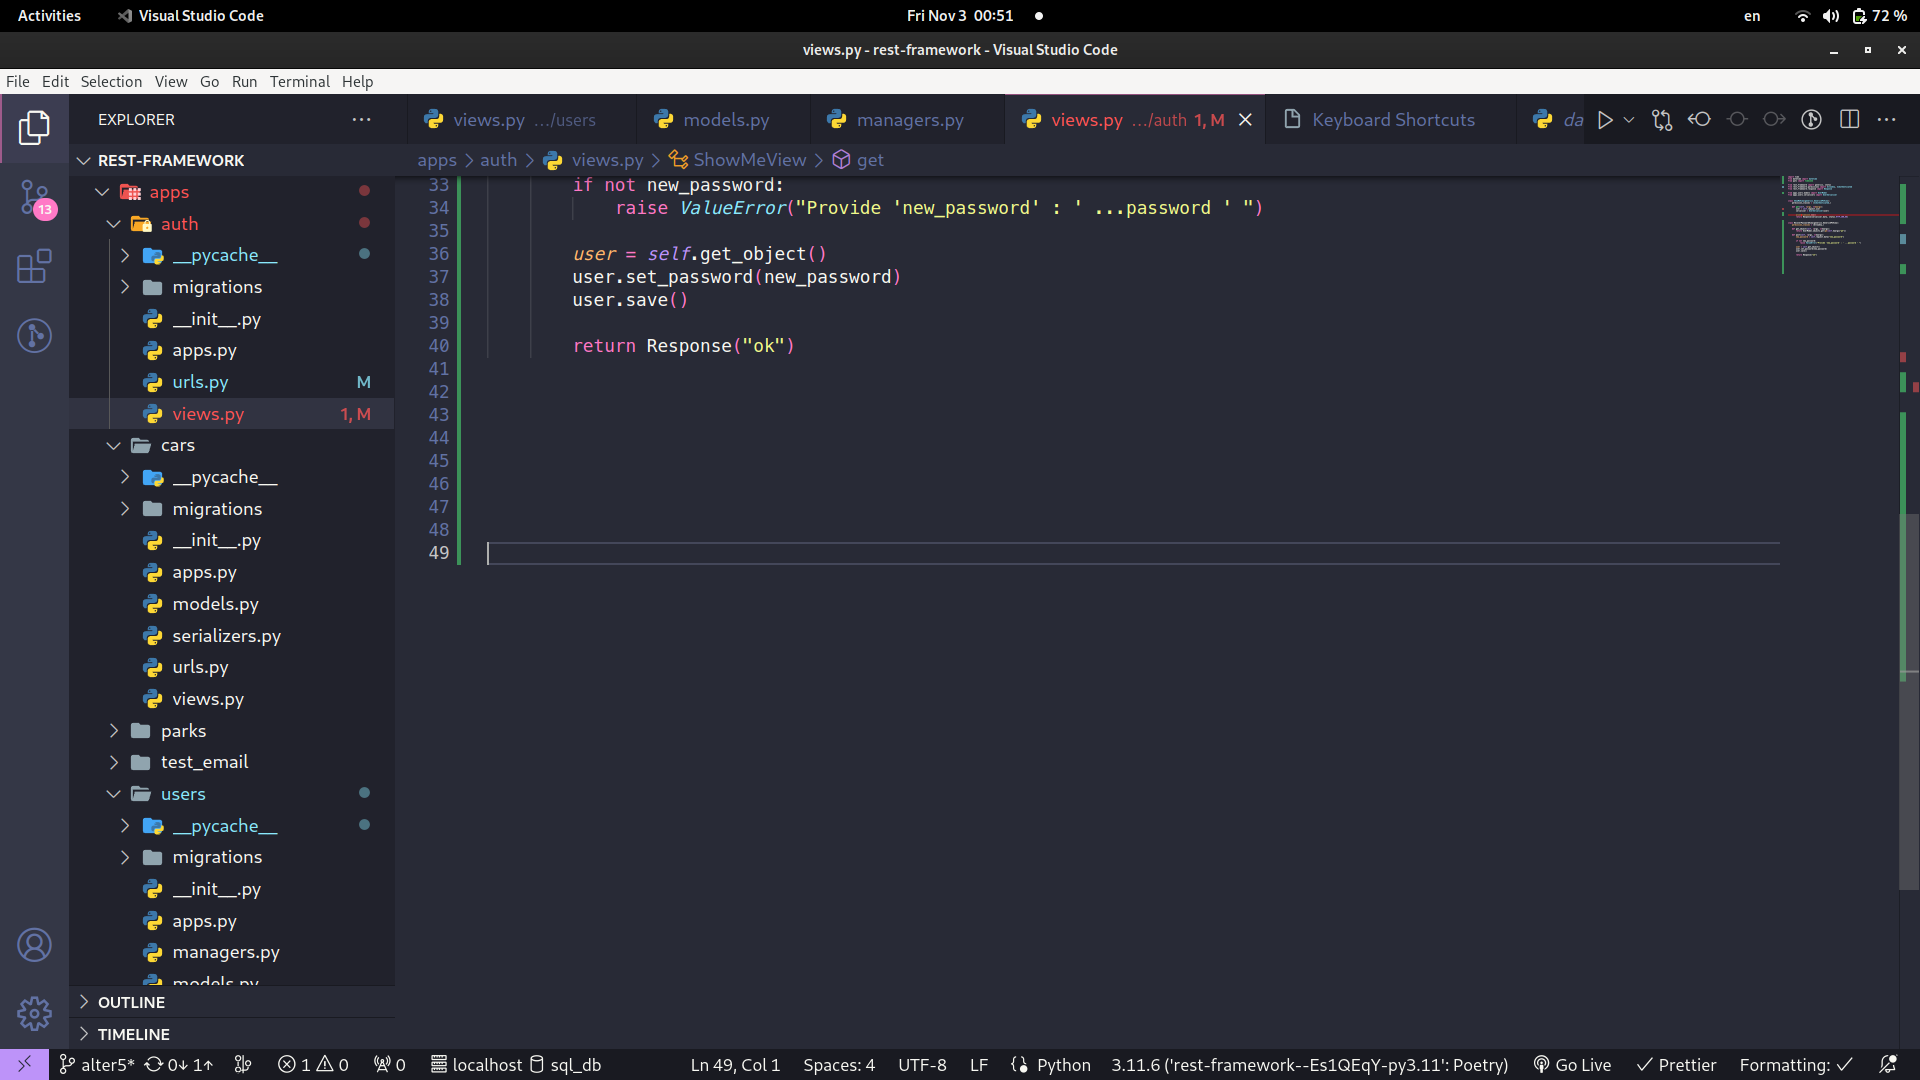 Activities Visual Studio Code Fri Nov 3 00:51 en 72 %
views.py - rest-framework - Visual Studio Code
File Edit Selection View Go Run Terminal Help
EXPLORER
views.py .../users models.py managers.py views.py .../auth 1, M Keyboard Shortcuts da
REST-FRAMEWORK
apps > auth > views.py > ShowMeView > get
apps
auth
__pycache__
migrations
__init__.py
apps.py
urls.py M
views.py 1, M
cars
__pycache__
migrations
__init__.py
apps.py
models.py
serializers.py
urls.py
views.py
parks
test_email
users
__pycache__
migrations
__init__.py
apps.py
managers.py
models.py
OUTLINE
TIMELINE
13
33 if not new_password:
34 raise ValueError("Provide 'new_password' : ' ...password ' ")
35
36 user = self.get_object()
37 user.set_password(new_password)
38 user.save()
39
40 return Response("ok")
41
42
43
44
45
46
47
48
49
alter5* 0↓ 1↑ 1 0 0 localhost sql_db Ln 49, Col 1 Spaces: 4 UTF-8 LF Python 3.11.6 ('rest-framework--Es1QEqY-py3.11': Poetry) Go Live Prettier Formatting: ✓